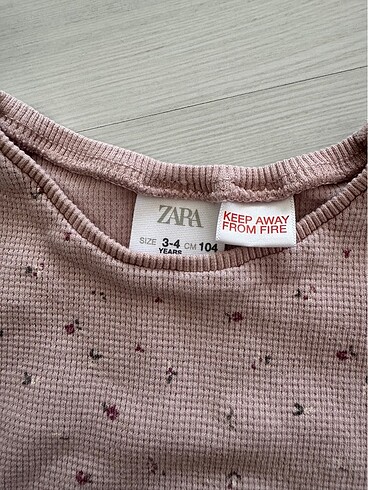 ZARA
SIZE 3-4 CM 104
YEARS
KEEP AWAY
FROM FIRE